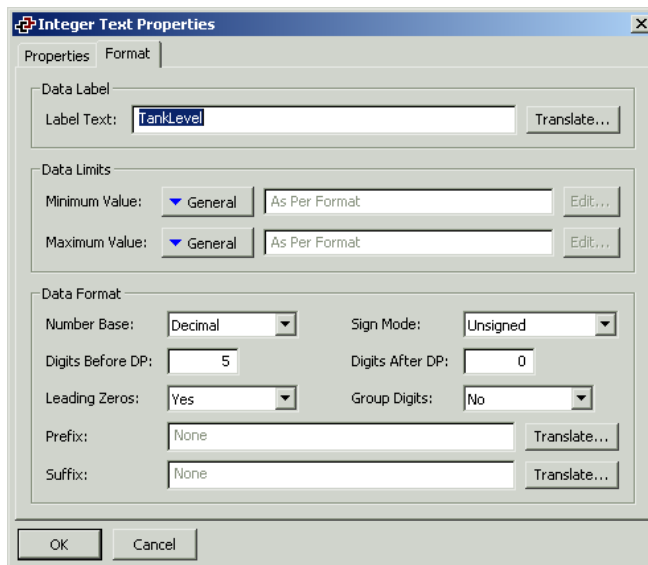 Integer Text Properties
Properties Format
Data Label
Label Text: TankLevel Translate...
Data Limits
Minimum Value: General As Per Format Edit...
Maximum Value: General As Per Format Edit...
Data Format
Number Base: Decimal Sign Mode: Unsigned
Digits Before DP: 5 Digits After DP: 0
Leading Zeros: Yes Group Digits: No
Prefix: None Translate...
Suffix: None Translate...
OK Cancel